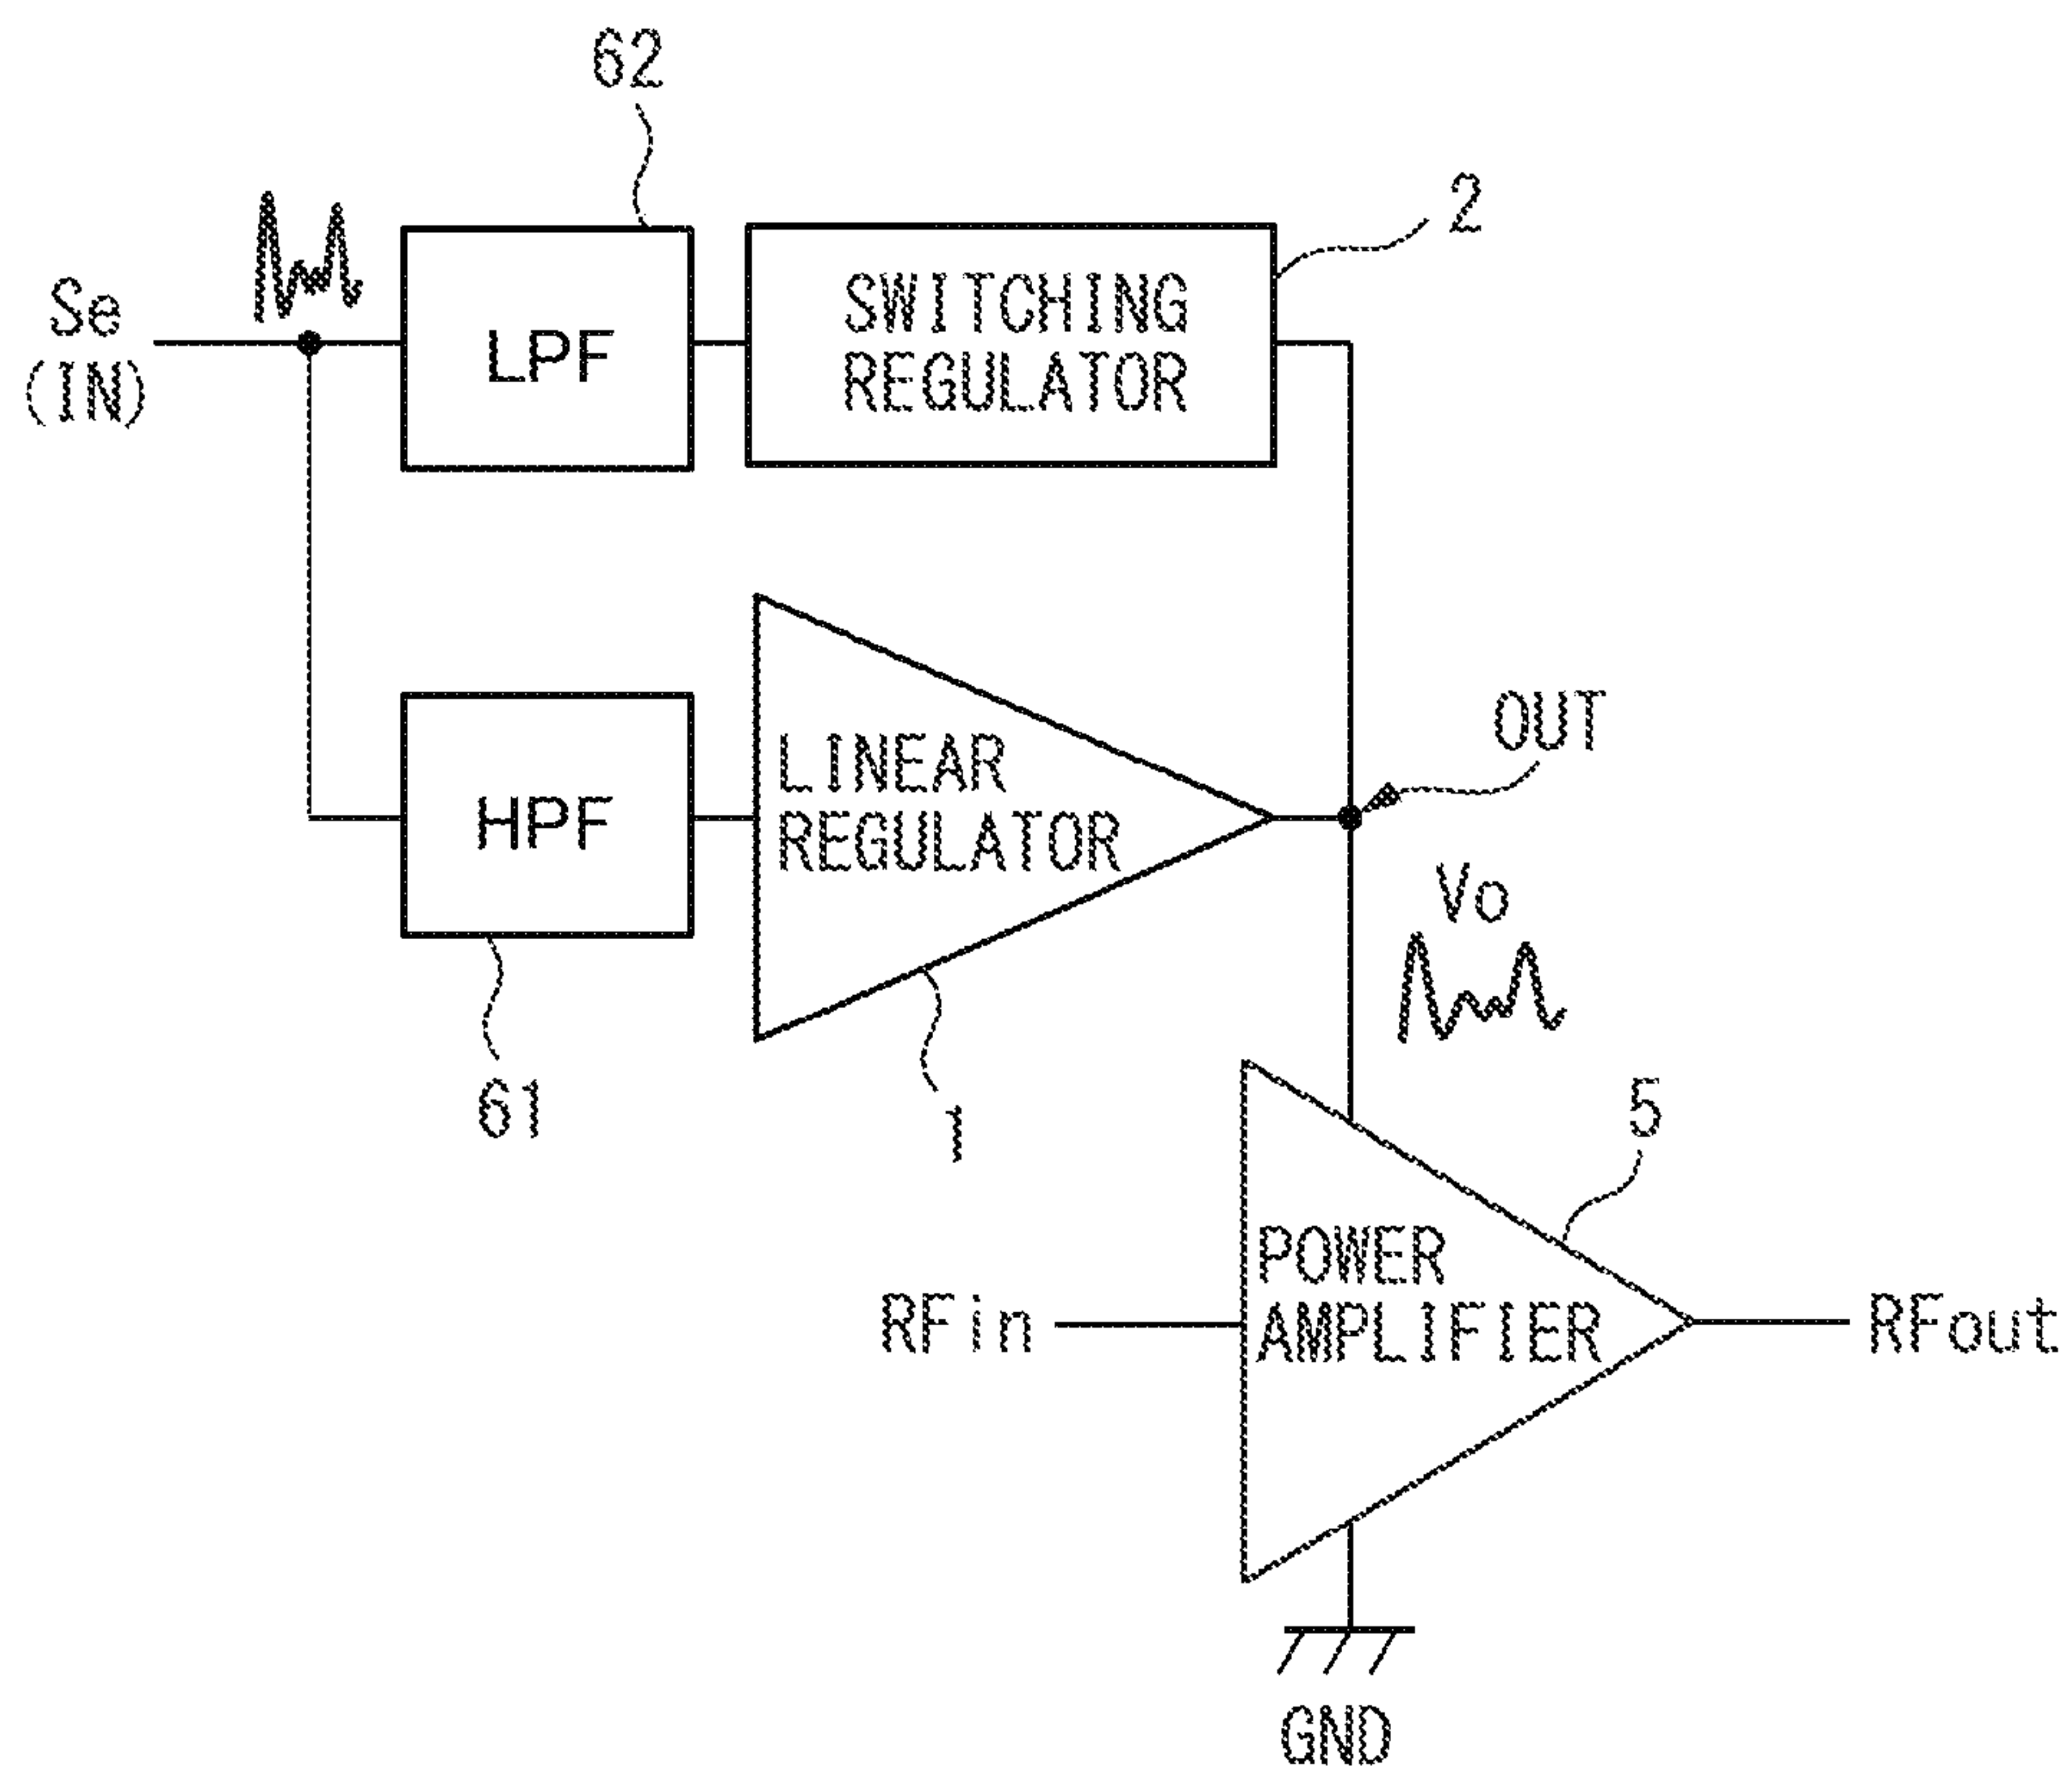 62
2
Se
(IN)
LPF
SWITCHING
REGULATOR
OUT
HPF
LINEAR
REGULATOR
Vo
61
1
5
POWER
AMPLIFIER
RFin
RFout
GND